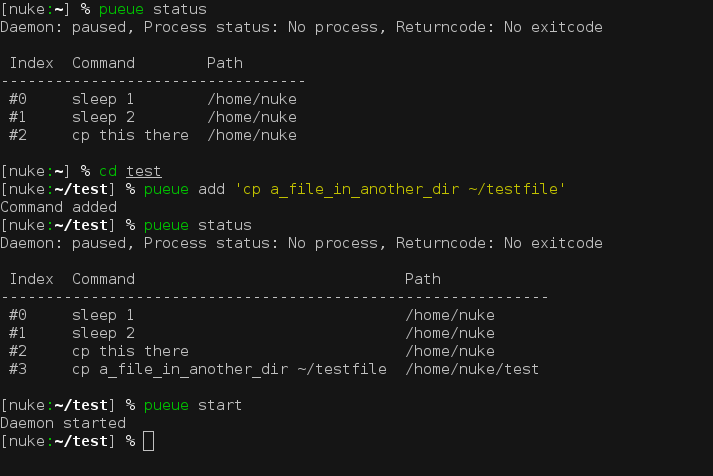 [nuke:~] % pueue status
Daemon: paused, Process status: No process, Returncode: No exitcode
Index  Command        Path
----------------------------------
#0     sleep 1        /home/nuke
#1     sleep 2        /home/nuke
#2     cp this there  /home/nuke
[nuke:~] % cd test
[nuke:~/test] % pueue add 'cp a_file_in_another_dir ~/testfile'
Command added
[nuke:~/test] % pueue status
Daemon: paused, Process status: No process, Returncode: No exitcode
Index  Command                              Path
-------------------------------------------------------------
#0     sleep 1                              /home/nuke
#1     sleep 2                              /home/nuke
#2     cp this there                        /home/nuke
#3     cp a_file_in_another_dir ~/testfile  /home/nuke/test
[nuke:~/test] % pueue start
Daemon started
[nuke:~/test] %